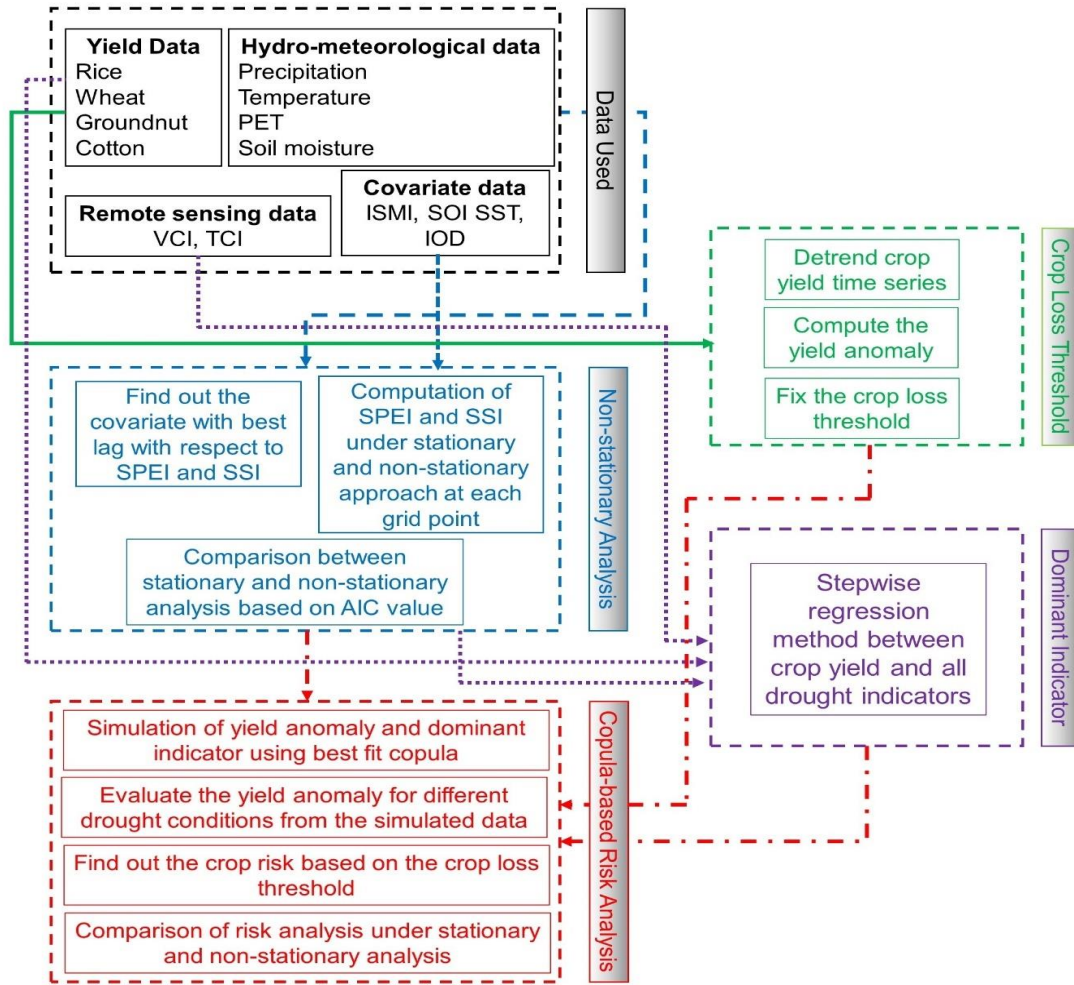 Yield Data
Rice
Wheat
Groundnut
Cotton
Hydro-meteorological data
Precipitation
Temperature
PET
Soil moisture
Remote sensing data
VCI, TCI
Covariate data
ISMI, SOI SST,
IOD
Data Used
Detrend crop
yield time series
Compute the
yield anomaly
Fix the crop loss
threshold
Crop Loss Threshold
Find out the
covariate with best
lag with respect to
SPEI and SSI
Computation of
SPEI and SSI
under stationary
and non-stationary
approach at each
grid point
Comparison between
stationary and non-stationary
analysis based on AIC value
Non-stationary Analysis
Stepwise
regression
method between
crop yield and all
drought indicators
Dominant Indicator
Simulation of yield anomaly and dominant
indicator using best fit copula
Evaluate the yield anomaly for different
drought conditions from the simulated data
Find out the crop risk based on the crop loss
threshold
Comparison of risk analysis under stationary
and non-stationary analysis
Copula-based Risk Analysis